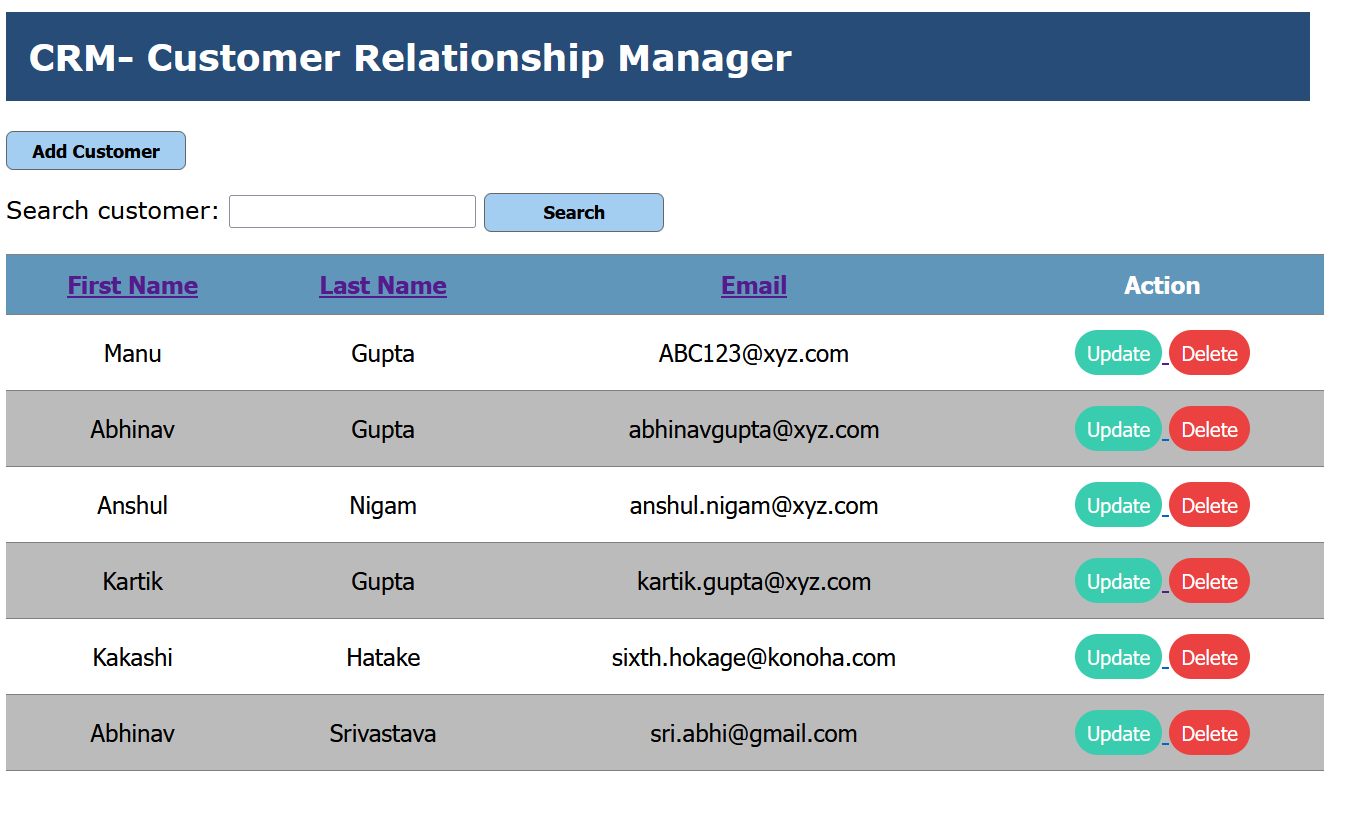 CRM– Customer Relationship Manager
Add Customer
Search customer: Search
First Name Last Name Email Action
Manu Gupta ABC123@xyz.com Update Delete
Abhinav Gupta abhinavgupta@xyz.com Update Delete
Anshul Nigam anshul.nigam@xyz.com Update Delete
Kartik Gupta kartik.gupta@xyz.com Update Delete
Kakashi Hatake sixth.hokage@konoha.com Update Delete
Abhinav Srivastava sri.abhi@gmail.com Update Delete